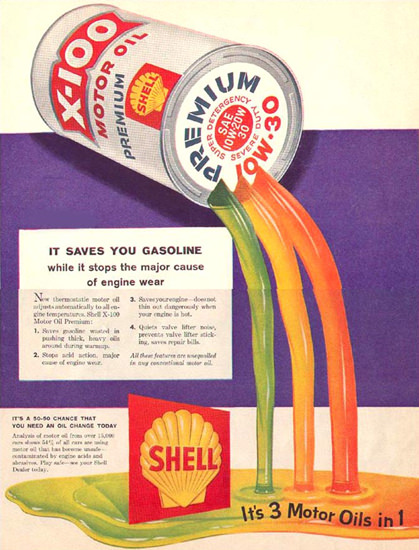 X-100
MOTOR OIL
PREMIUM
SHELL
PREMIUM
SUPER DETERGENCY
SAE
10W·20W
30
SEVERE DUTY
10W·30
IT SAVES YOU GASOLINE
while it stops the major cause
of engine wear
New thermostatic motor oil
adjusts automatically to all en-
gine temperatures. Shell X-100
Motor Oil Premium:
1. Saves gasoline wasted in
pushing thick, heavy oils
around during warmup.
2. Stops acid action, major
cause of engine wear.
3. Saves your engine—does not
thin out dangerously when
your engine is hot.
4. Quiets valve lifter noise,
prevents valve lifter stick-
ing, saves repair bills.
All these features are unequalled
in any conventional motor oil.
IT'S A 50-50 CHANCE THAT
YOU NEED AN OIL CHANGE TODAY
Analysis of motor oil from over 15,000
cars shows 54% of all cars are using
motor oil that has become unsafe—
contaminated by engine acids and
abrasives. Play safe—see your Shell
Dealer today.
SHELL
It's 3 Motor Oils in 1